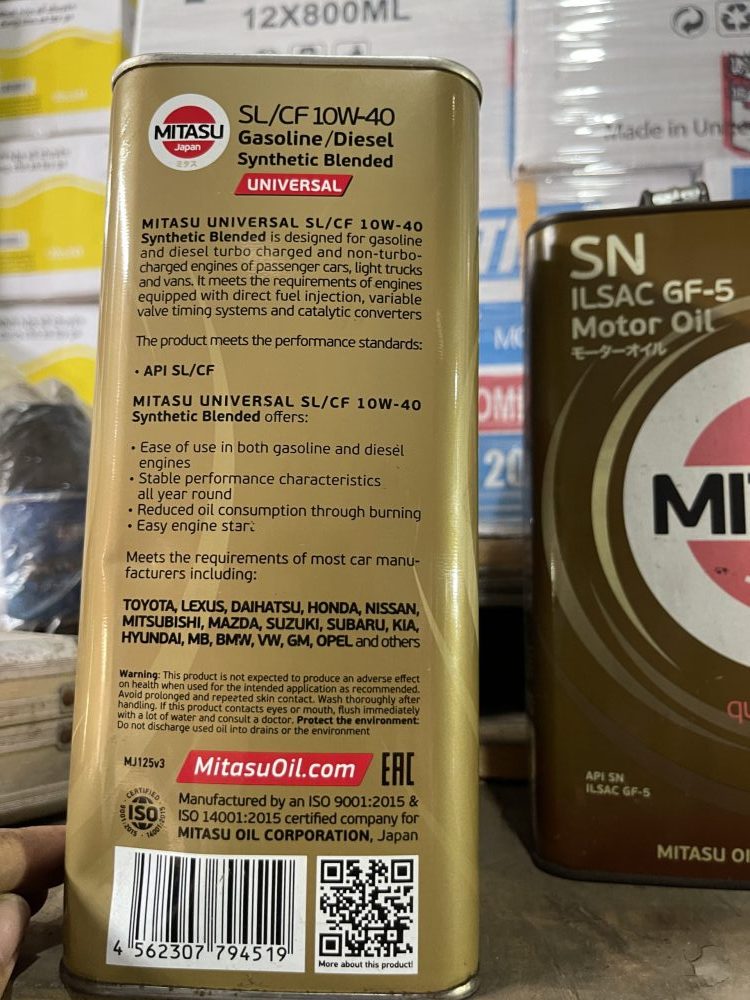 12X800ML
MITASU
Japan
ミタス
SL/CF 10W-40
Gasoline/Diesel
Synthetic Blended
UNIVERSAL
MITASU UNIVERSAL SL/CF 10W-40
Synthetic Blended is designed for gasoline
and diesel turbo charged and non-turbo-
charged engines of passenger cars, light trucks
and vans. It meets the requirements of engines
equipped with direct fuel injection, variable
valve timing systems and catalytic converters
The product meets the performance standards:
• API SL/CF
MITASU UNIVERSAL SL/CF 10W-40
Synthetic Blended offers:
• Ease of use in both gasoline and diesel
engines
• Stable performance characteristics
all year round
• Reduced oil consumption through burning
• Easy engine start
Meets the requirements of most car manu-
facturers including:
TOYOTA, LEXUS, DAIHATSU, HONDA, NISSAN,
MITSUBISHI, MAZDA, SUZUKI, SUBARU, KIA,
HYUNDAI, MB, BMW, VW, GM, OPEL and others
Warning: This product is not expected to produce an adverse effect
on health when used for the intended application as recommended.
Avoid prolonged and repeated skin contact. Wash thoroughly after
handling. If this product contacts eyes or mouth, flush immediately
with a lot of water and consult a doctor. Protect the environment:
Do not discharge used oil into drains or the environment
MJ125v3
MitasuOil.com
EAC
CERTIFIED
ISO
9001:2015 14001:2015
Manufactured by an ISO 9001:2015 &
ISO 14001:2015 certified company for
MITASU OIL CORPORATION, Japan
4 562307 794519
More about this product!
Made in
SN
ILSAC GF-5
Motor Oil
モーターオイル
MIT
API SN
ILSAC GF-5
MITASU OI
20